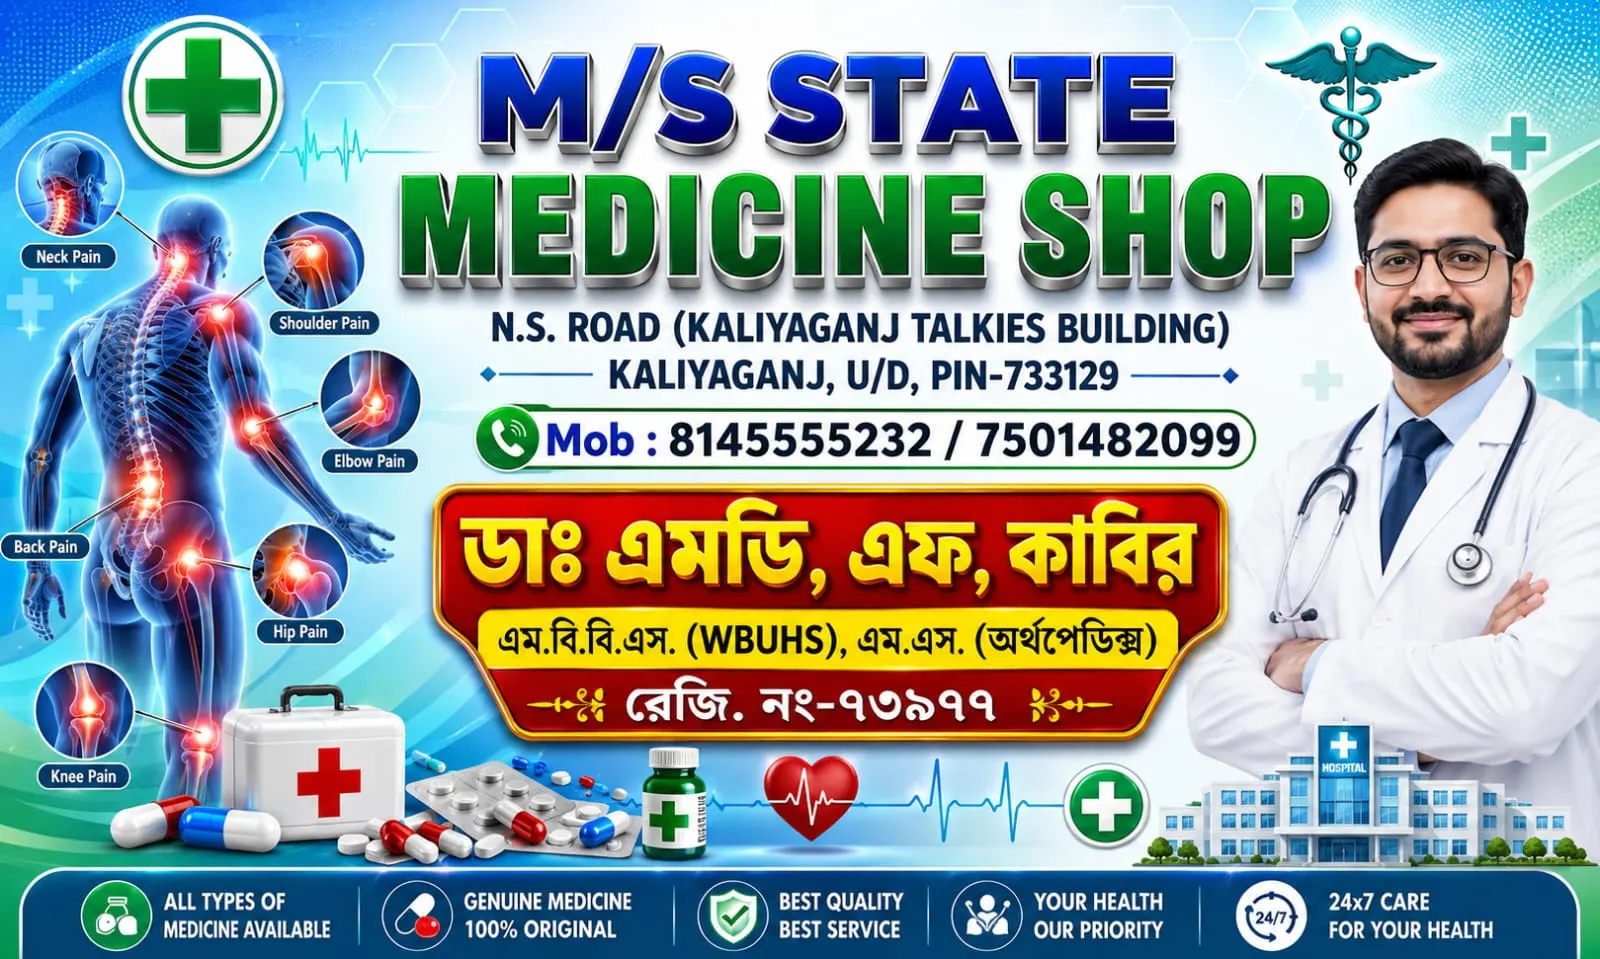 M/S STATE
MEDICINE SHOP
N.S. ROAD (KALIYAGANJ TALKIES BUILDING)
KALIYAGANJ, U/D, PIN-733129
Mob : 8145555232 / 7501482099
ডাঃ এমডি, এফ, কাবির
এম.বি.বি.এস. (WBUHS), এম.এস. (অর্থপেডিক্স)
রেজি. নং-৭৩৯৭৭
Neck Pain
Shoulder Pain
Elbow Pain
Back Pain
Hip Pain
Knee Pain
HOSPITAL
ALL TYPES OF
MEDICINE AVAILABLE
GENUINE MEDICINE
100% ORIGINAL
BEST QUALITY
BEST SERVICE
YOUR HEALTH
OUR PRIORITY
24/7
24x7 CARE
FOR YOUR HEALTH